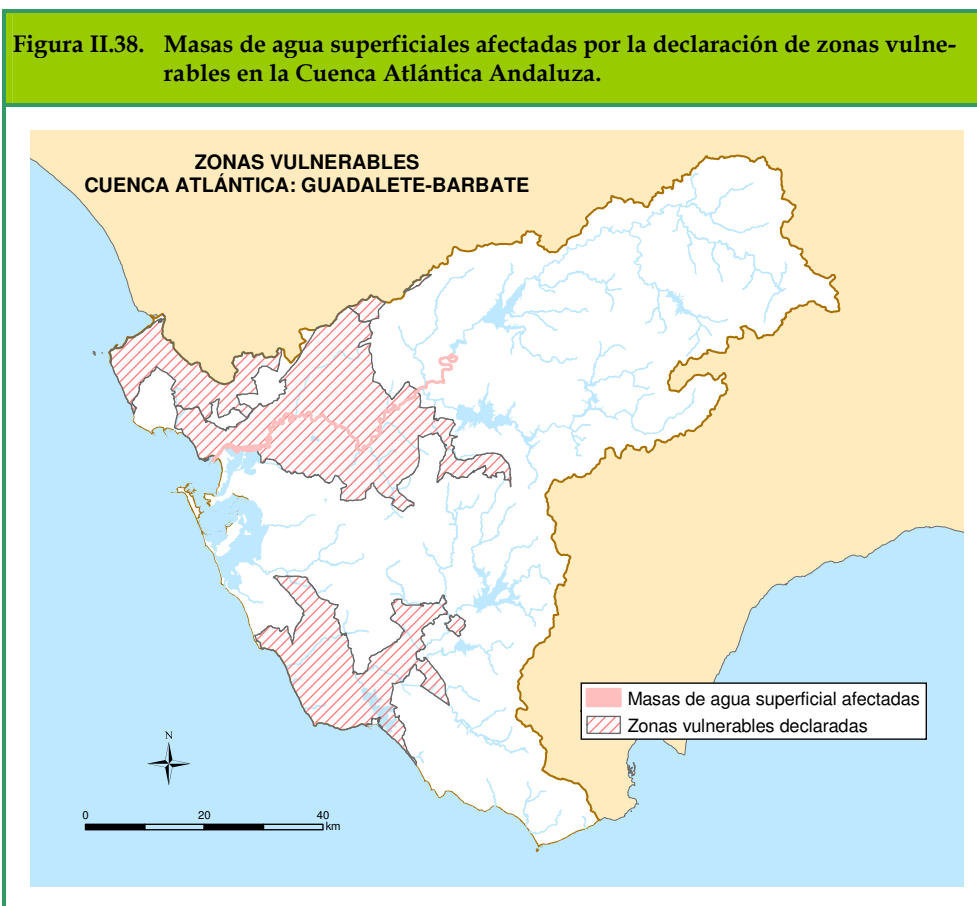 Figura II.38. Masas de agua superficiales afectadas por la declaración de zonas vulne-
rables en la Cuenca Atlántica Andaluza.
ZONAS VULNERABLES
CUENCA ATLÁNTICA: GUADALETE-BARBATE
Masas de agua superficial afectadas
Zonas vulnerables declaradas
N
0 20 40
km